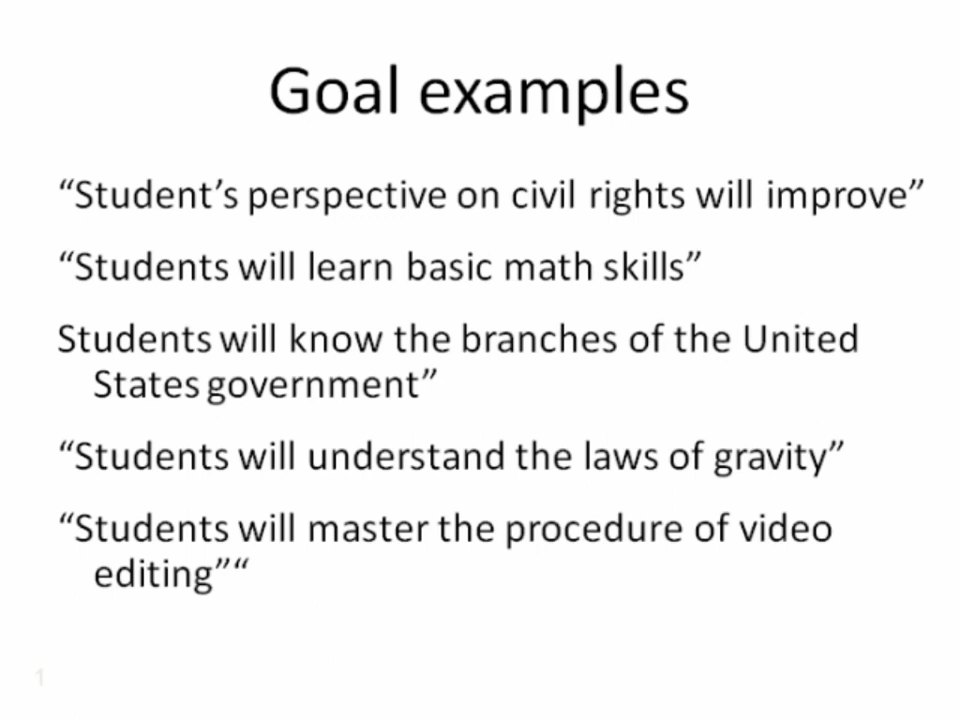 Goal examples
“Student’s perspective on civil rights will improve”
“Students will learn basic math skills”
Students will know the branches of the United
States government”
“Students will understand the laws of gravity”
“Students will master the procedure of video
editing”“
1